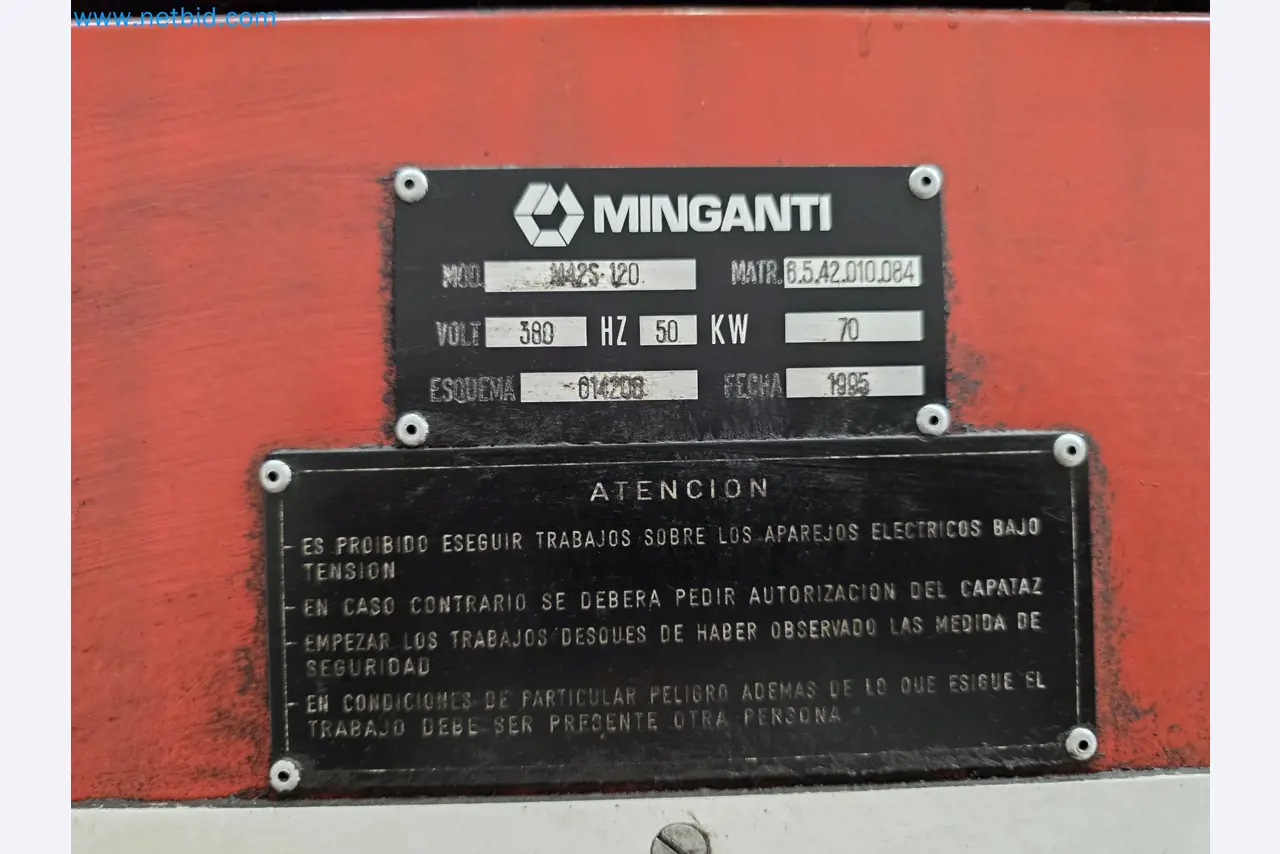 www.netbid.com
MINGANTI
MOD. MA2S·120 MATR. 6.5.42.010.084
VOLT 380 HZ 50 KW 70
ESQUEMA 614208 FECHA 1995
ATENCION
- ES PROIBIDO ESEGUIR TRABAJOS SOBRE LOS APAREJOS ELECTRICOS BAJO
TENSION
- EN CASO CONTRARIO SE DEBERA PEDIR AUTORIZACION DEL CAPATAZ
- EMPEZAR LOS TRABAJOS DESQUES DE HABER OBSERVADO LAS MEDIDA DE
SEGURIDAD
- EN CONDICIONES DE PARTICULAR PELIGRO ADEMAS DE LO QUE ESIGUE EL
TRABAJO DEBE SER PRESENTE OTRA PERSONA